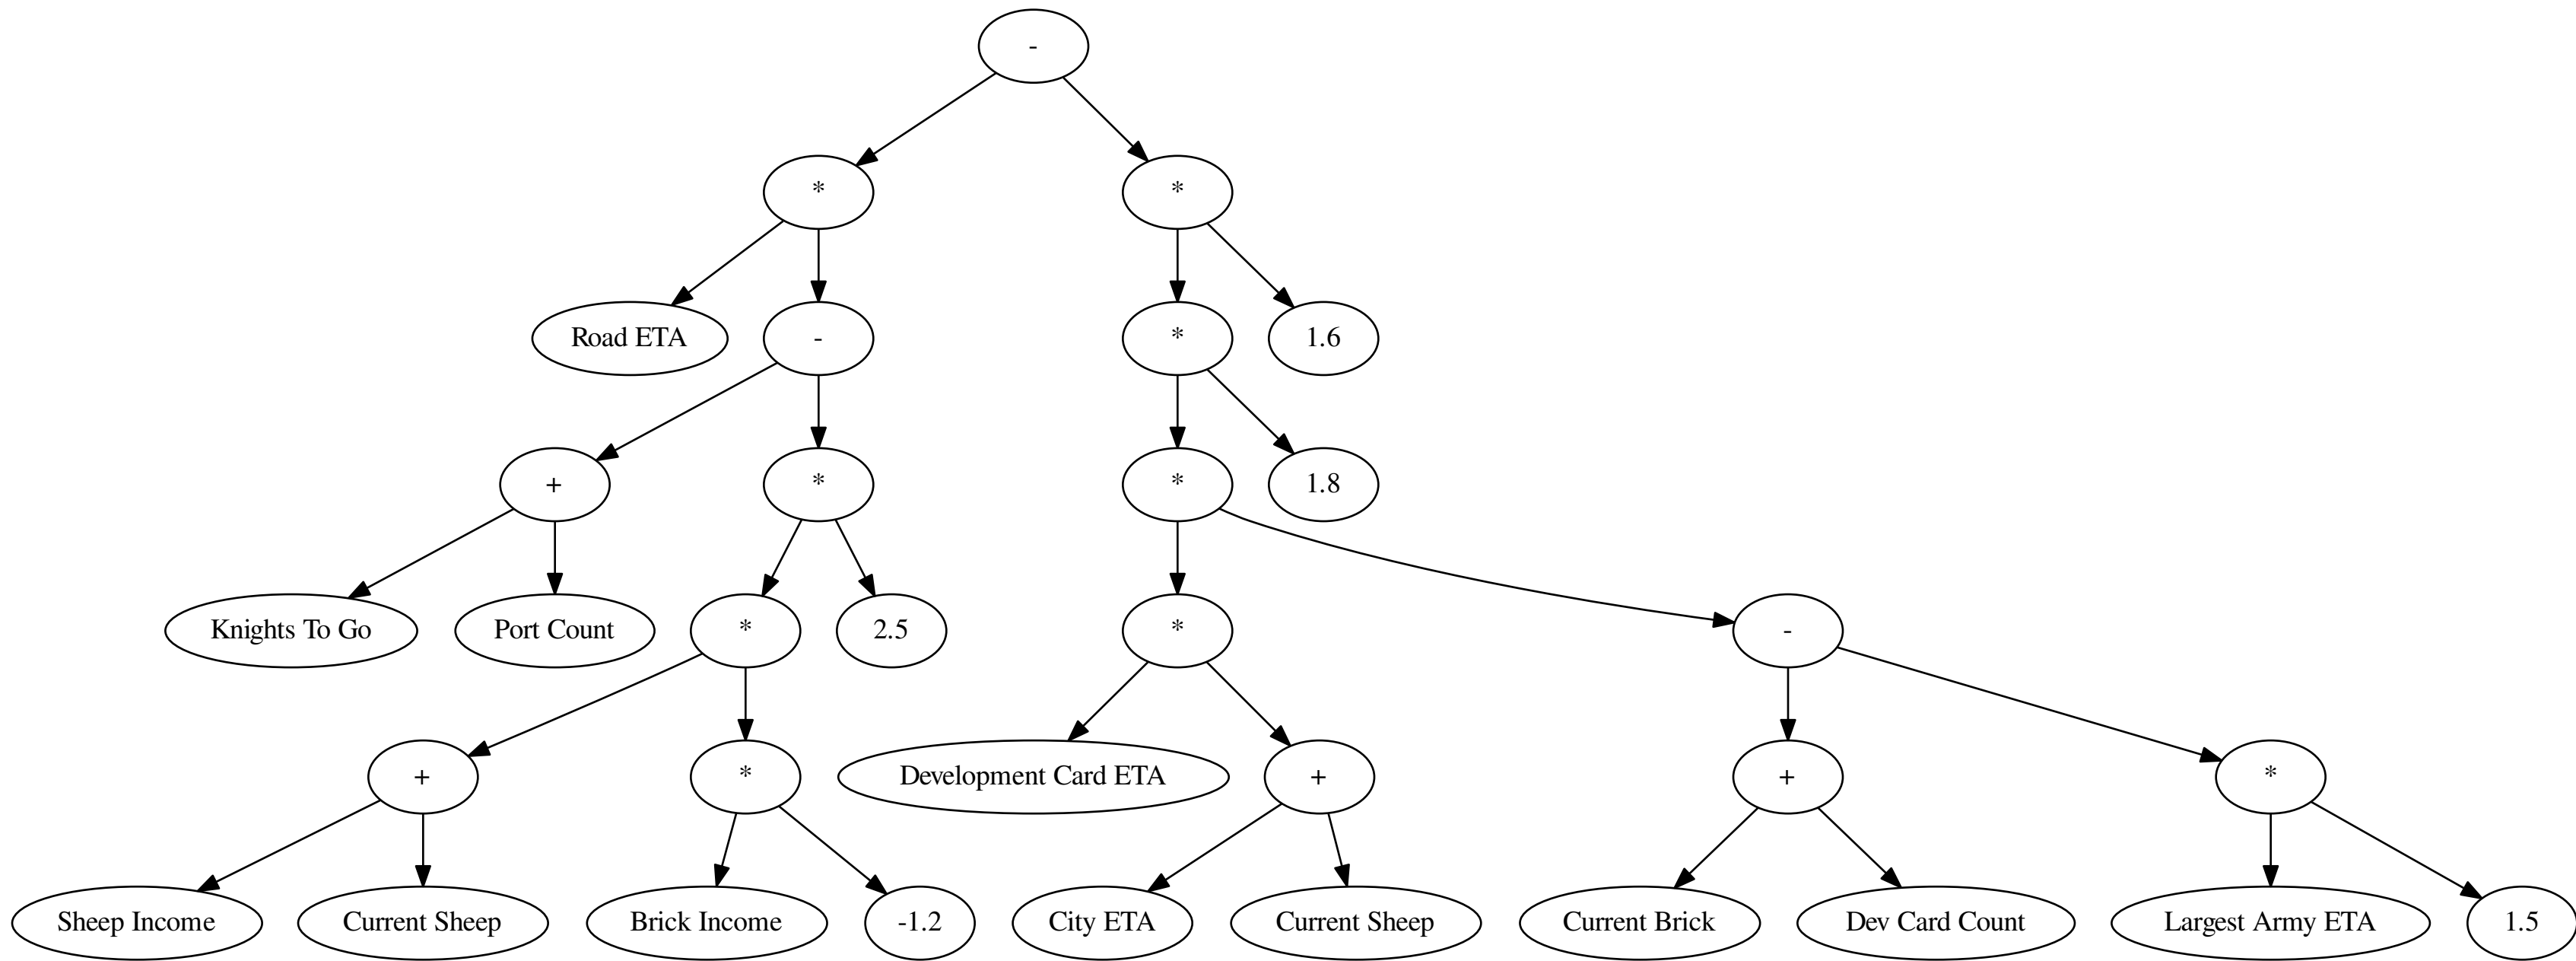 -
*
*
Road ETA
-
*
1.6
+
*
*
1.8
Knights To Go
Port Count
*
2.5
*
-
+
*
Development Card ETA
+
+
*
Sheep Income
Current Sheep
Brick Income
-1.2
City ETA
Current Sheep
Current Brick
Dev Card Count
Largest Army ETA
1.5